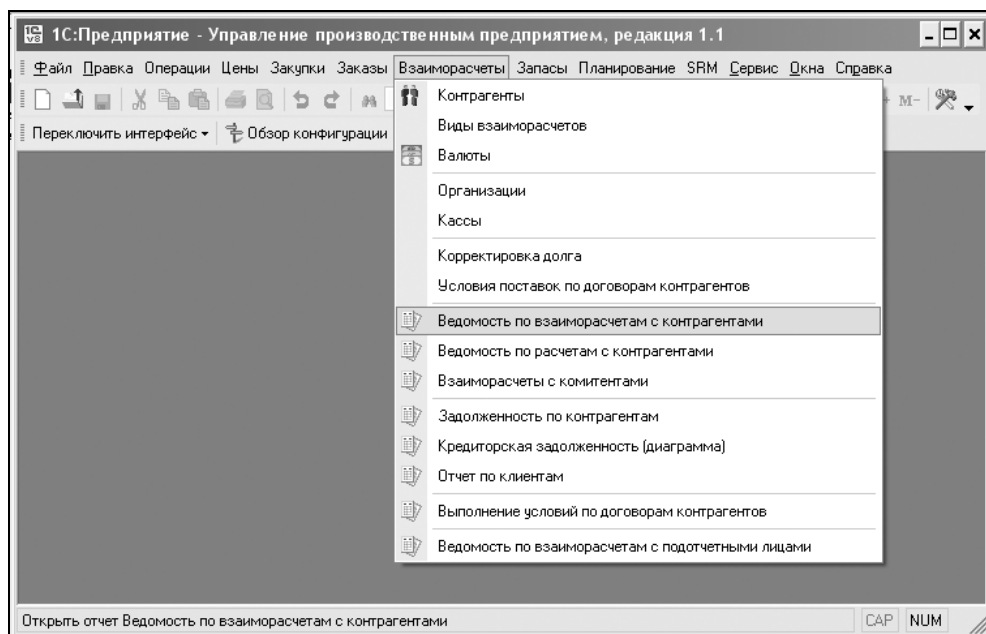 1С:Предприятие - Управление производственным предприятием, редакция 1.1
Файл Правка Операции Цены Закупки Заказы Взаиморасчеты Запасы Планирование SRM Сервис Окна Справка
M-
Переключить интерфейс Обзор конфигурации
Контрагенты
Виды взаиморасчетов
Валюты
Организации
Кассы
Корректировка долга
Условия поставок по договорам контрагентов
Ведомость по взаиморасчетам с контрагентами
Ведомость по расчетам с контрагентами
Взаиморасчеты с комитентами
Задолженность по контрагентам
Кредиторская задолженность (диаграмма)
Отчет по клиентам
Выполнение условий по договорам контрагентов
Ведомость по взаиморасчетам с подотчетными лицами
Открыть отчет Ведомость по взаиморасчетам с контрагентами CAP NUM